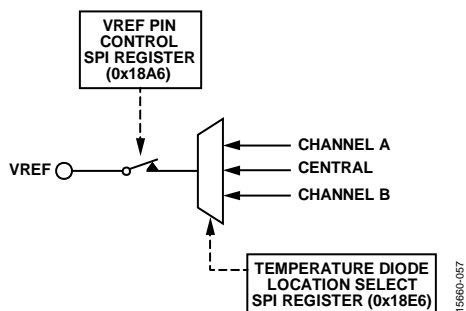 VREF PIN
CONTROL
SPI REGISTER
(0x18A6)
CHANNEL A
VREF
CENTRAL
CHANNEL B
TEMPERATURE DIODE
LOCATION SELECT
SPI REGISTER (0x18E6)
15660-057